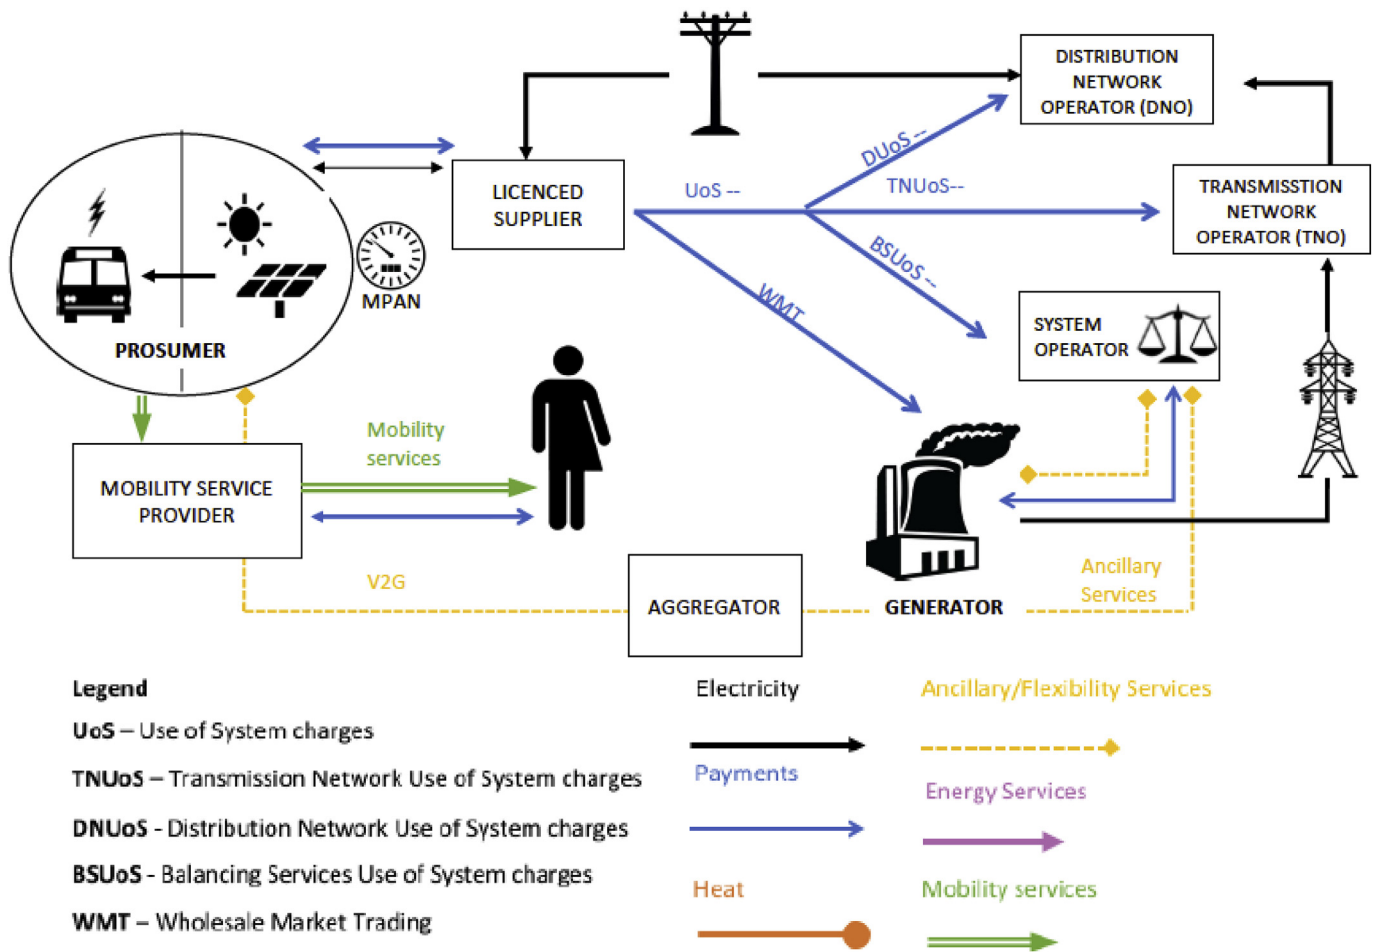 DISTRIBUTION
NETWORK
OPERATOR (DNO)
DUoS --
LICENCED
SUPPLIER
UoS --
TNUoS--
TRANSMISSTION
NETWORK
OPERATOR (TNO)
BSUoS --
WMT
MPAN
PROSUMER
SYSTEM
OPERATOR
Mobility
services
MOBILITY SERVICE
PROVIDER
V2G
AGGREGATOR
GENERATOR
Ancillary
Services
Legend
UoS – Use of System charges
TNUoS – Transmission Network Use of System charges
DNUoS - Distribution Network Use of System charges
BSUoS - Balancing Services Use of System charges
WMT – Wholesale Market Trading
Electricity
Payments
Heat
Ancillary/Flexibility Services
Energy Services
Mobility services